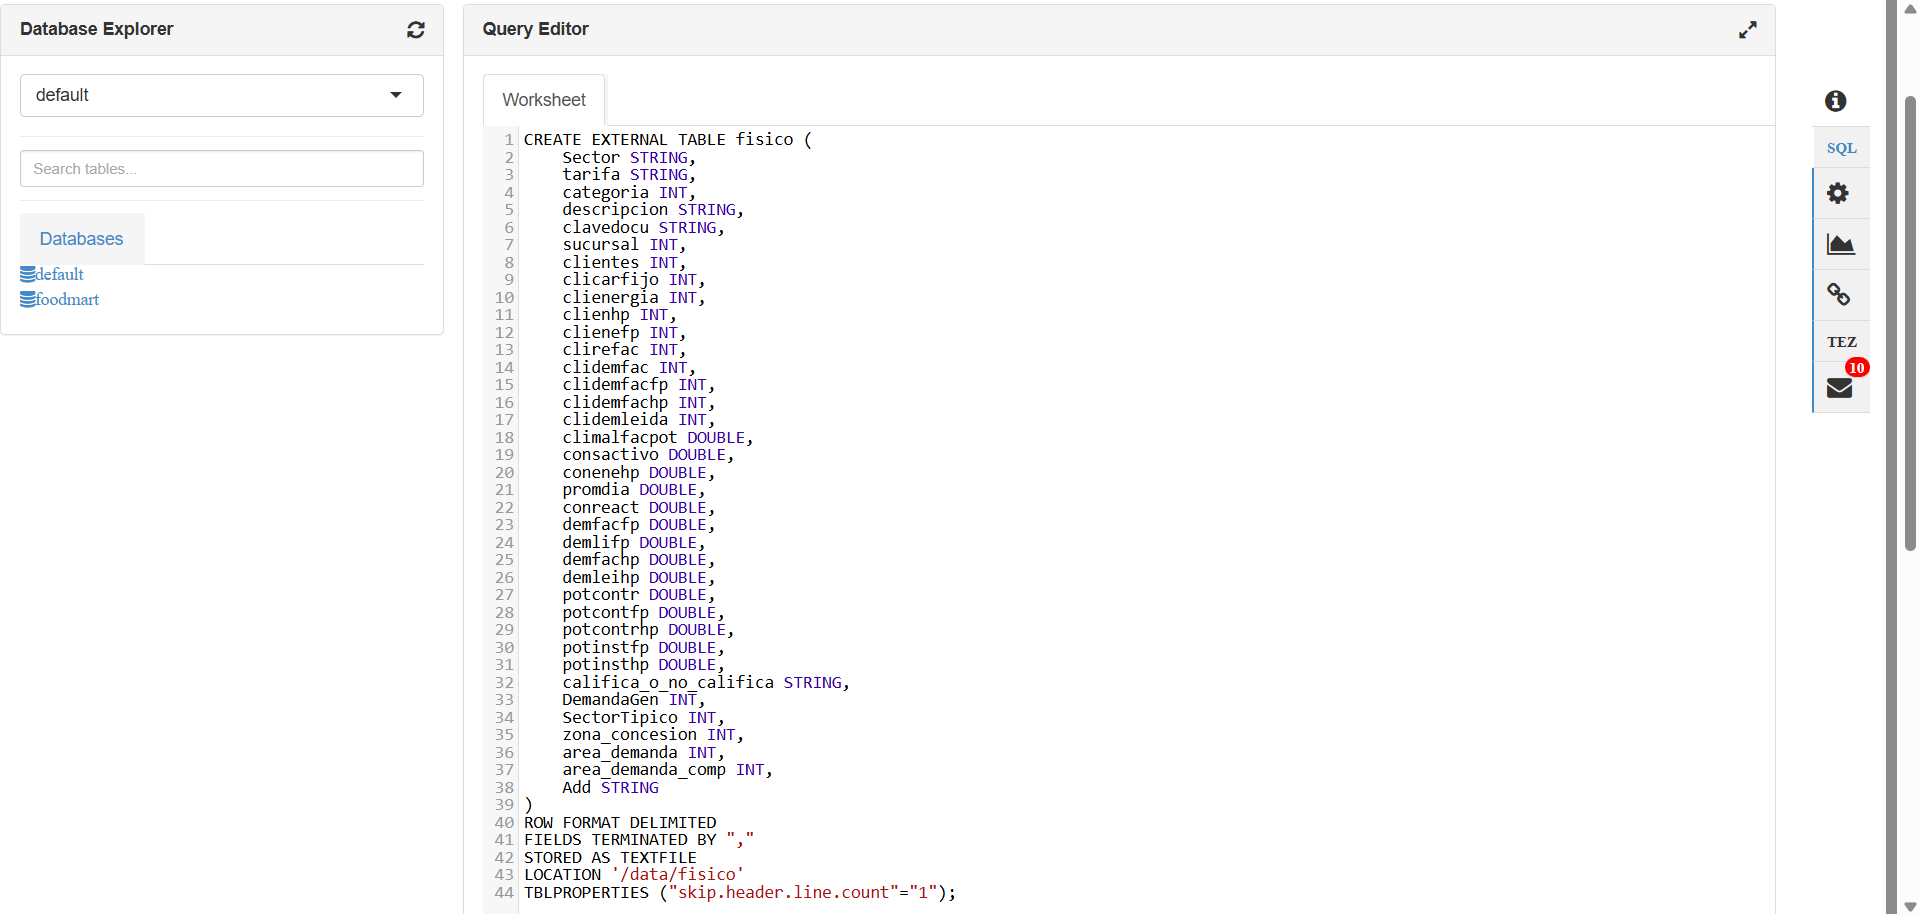 Database Explorer
default
Search tables...
Databases
default
foodmart
Query Editor
Worksheet
1 CREATE EXTERNAL TABLE fisico (
2 Sector STRING,
3 tarifa STRING,
4 categoria INT,
5 descripcion STRING,
6 clavedocu STRING,
7 sucursal INT,
8 clientes INT,
9 clicarfijo INT,
10 clienergia INT,
11 clienhp INT,
12 clienefp INT,
13 clirefac INT,
14 clidemfac INT,
15 clidemfacfp INT,
16 clidemfachp INT,
17 clidemleida INT,
18 climalfacpot DOUBLE,
19 consactivo DOUBLE,
20 conenehp DOUBLE,
21 promdia DOUBLE,
22 conreact DOUBLE,
23 demfacfp DOUBLE,
24 demlifp DOUBLE,
25 demfachp DOUBLE,
26 demleihp DOUBLE,
27 potcontr DOUBLE,
28 potcontfp DOUBLE,
29 potcontrhp DOUBLE,
30 potinstfp DOUBLE,
31 potinsthp DOUBLE,
32 califica_o_no_califica STRING,
33 DemandaGen INT,
34 SectorTipico INT,
35 zona_concesion INT,
36 area_demanda INT,
37 area_demanda_comp INT,
38 Add STRING
39 )
40 ROW FORMAT DELIMITED
41 FIELDS TERMINATED BY ","
42 STORED AS TEXTFILE
43 LOCATION '/data/fisico'
44 TBLPROPERTIES ("skip.header.line.count"="1");
SQL
TEZ
10